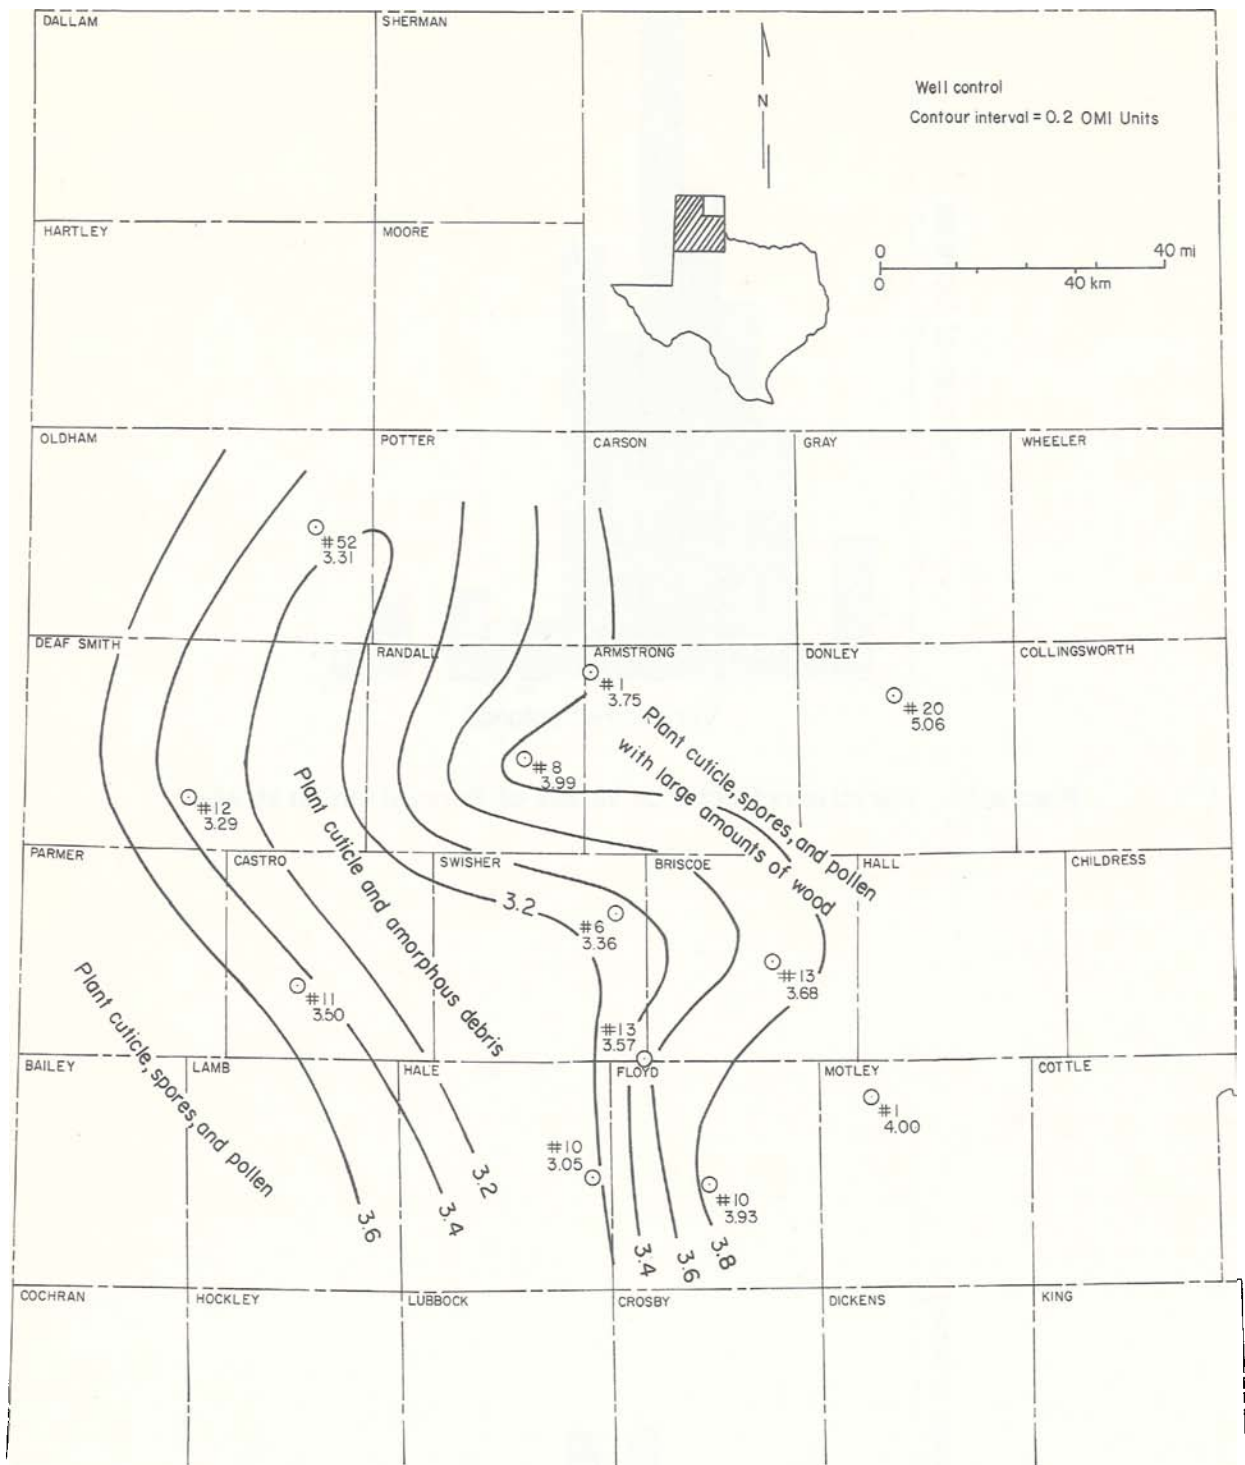 DALLAM
SHERMAN
Well control
Contour interval = 0.2 OMI Units
N
HARTLEY
MOORE
0
40 mi
0
40 km
OLDHAM
POTTER
CARSON
GRAY
WHEELER
#52
3.31
DEAF SMITH
RANDALL
ARMSTRONG
DONLEY
COLLINGSWORTH
#1
3.75
#20
5.06
#8
3.99
Plant cuticle, spores, and pollen
with large amounts of wood
#12
3.29
Plant cuticle and amorphous debris
PARMER
CASTRO
SWISHER
BRISCOE
HALL
CHILDRESS
3.2
#6
3.36
#13
3.68
#11
3.50
Plant cuticle, spores, and pollen
#13
3.57
BAILEY
LAMB
HALE
FLOYD
MOTLEY
COTTLE
#1
4.00
#10
3.05
#10
3.93
3.6
3.4
3.2
3.4
3.6
3.8
COCHRAN
HOCKLEY
LUBBOCK
CROSBY
DICKENS
KING